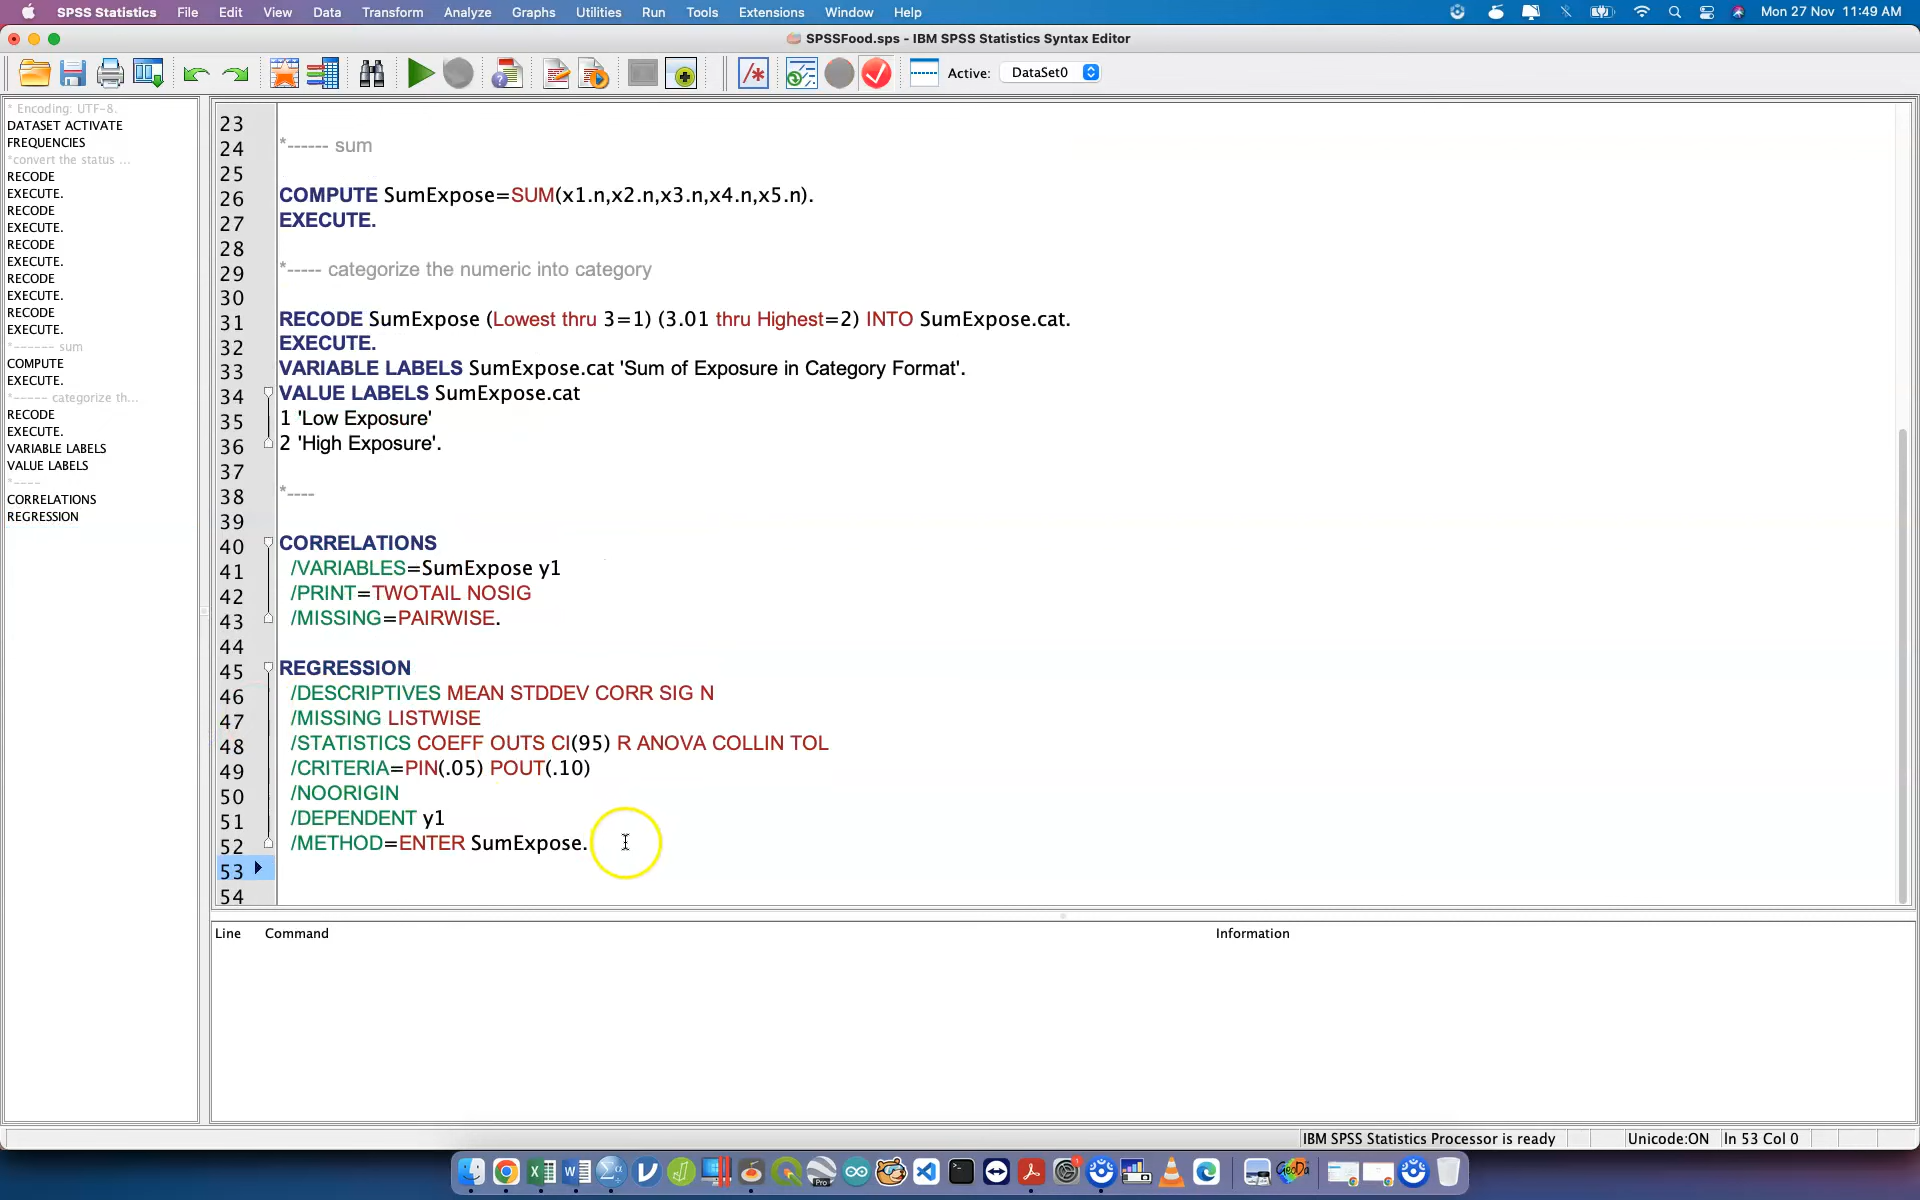 SPSS Statistics File Edit View Data Transform Analyze Graphs Utilities Run Tools Extensions Window Help Mon 27 Nov 11:49 AM
SPSSFood.sps - IBM SPSS Statistics Syntax Editor
Active: DataSet0
* Encoding: UTF-8.
DATASET ACTIVATE
FREQUENCIES
*convert the status ...
RECODE
EXECUTE.
RECODE
EXECUTE.
RECODE
EXECUTE.
RECODE
EXECUTE.
RECODE
EXECUTE.
*------ sum
COMPUTE
EXECUTE.
*----- categorize th...
RECODE
EXECUTE.
VARIABLE LABELS
VALUE LABELS
*----
CORRELATIONS
REGRESSION
23
24 *------ sum
25
26 COMPUTE SumExpose=SUM(x1.n,x2.n,x3.n,x4.n,x5.n).
27 EXECUTE.
28
29 *----- categorize the numeric into category
30
31 RECODE SumExpose (Lowest thru 3=1) (3.01 thru Highest=2) INTO SumExpose.cat.
32 EXECUTE.
33 VARIABLE LABELS SumExpose.cat 'Sum of Exposure in Category Format'.
34 VALUE LABELS SumExpose.cat
35 1 'Low Exposure'
36 2 'High Exposure'.
37
38 *----
39
40 CORRELATIONS
41 /VARIABLES=SumExpose y1
42 /PRINT=TWOTAIL NOSIG
43 /MISSING=PAIRWISE.
44
45 REGRESSION
46 /DESCRIPTIVES MEAN STDDEV CORR SIG N
47 /MISSING LISTWISE
48 /STATISTICS COEFF OUTS CI(95) R ANOVA COLLIN TOL
49 /CRITERIA=PIN(.05) POUT(.10)
50 /NOORIGIN
51 /DEPENDENT y1
52 /METHOD=ENTER SumExpose.
53
54
Line Command Information
IBM SPSS Statistics Processor is ready Unicode:ON In 53 Col 0
Pro GeoDa